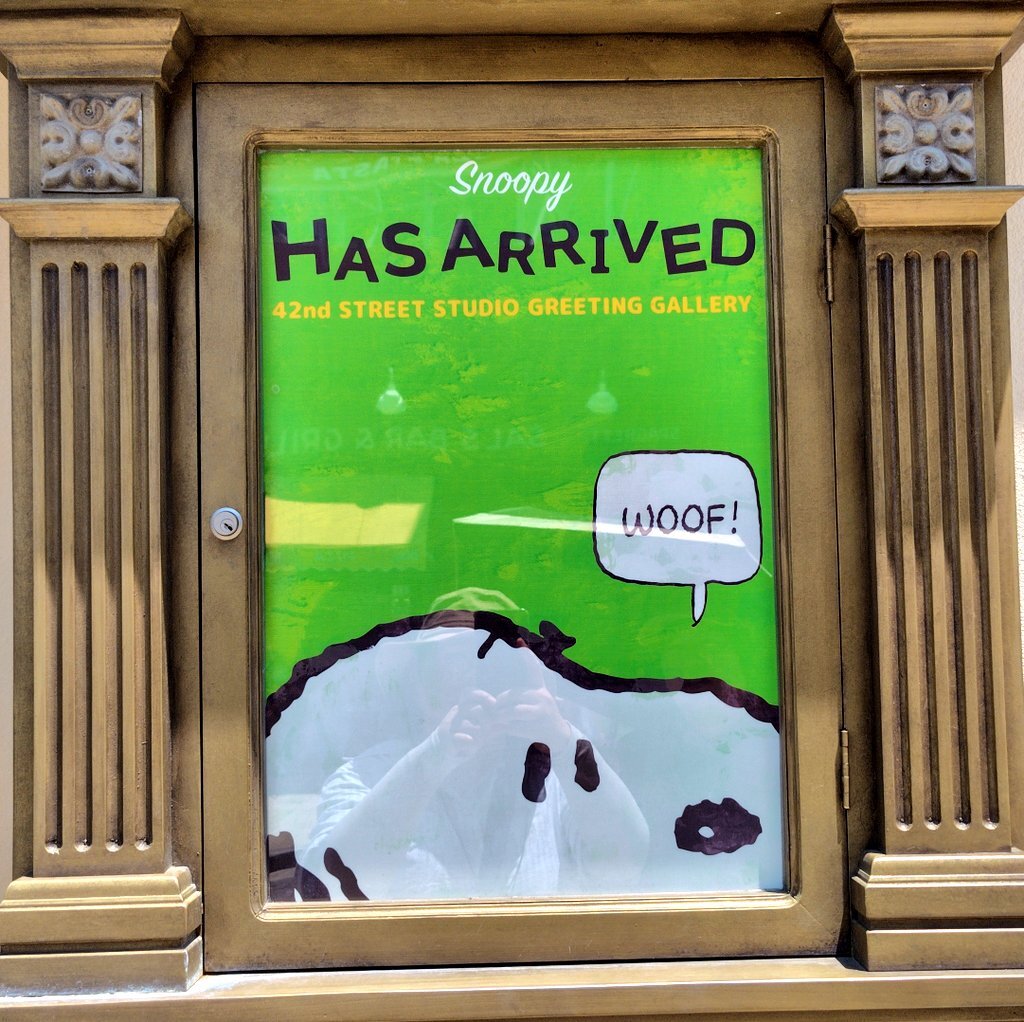 Snoopy
HAS ARRIVED
42nd STREET STUDIO GREETING GALLERY
WOOF!